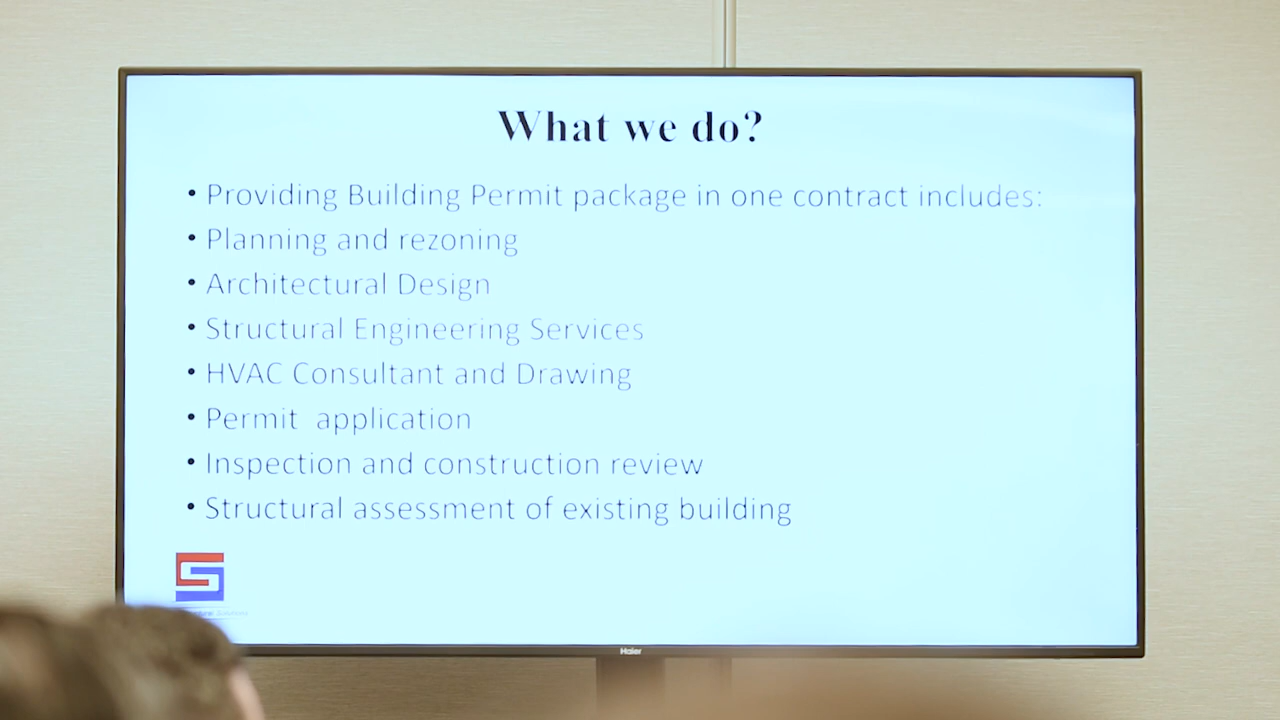 What we do?
• Providing Building Permit package in one contract includes:
• Planning and rezoning
• Architectural Design
• Structural Engineering Services
• HVAC Consultant and Drawing
• Permit application
• Inspection and construction review
• Structural assessment of existing building
Haier